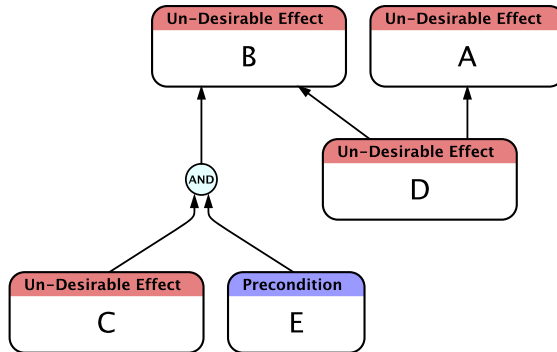 Un-Desirable Effect
B
Un-Desirable Effect
A
Un-Desirable Effect
D
AND
Un-Desirable Effect
C
Precondition
E